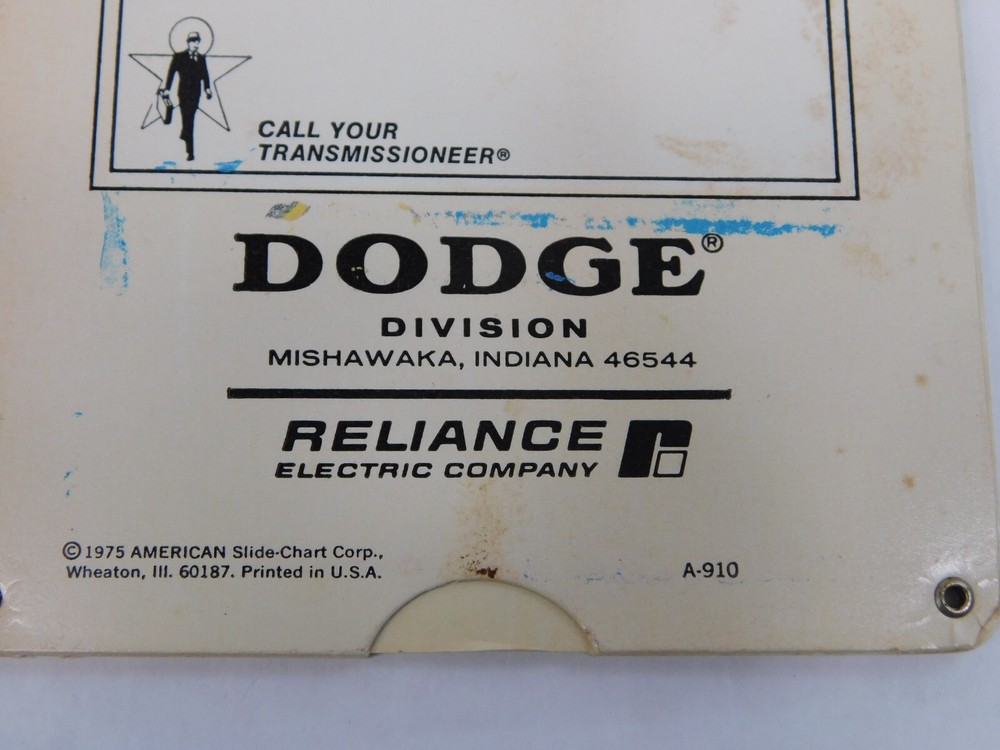 CALL YOUR
TRANSMISSIONEER®
DODGE®
DIVISION
MISHAWAKA, INDIANA 46544
RELIANCE
ELECTRIC COMPANY
©1975 AMERICAN Slide-Chart Corp.,
Wheaton, Ill. 60187. Printed in U.S.A.
A-910